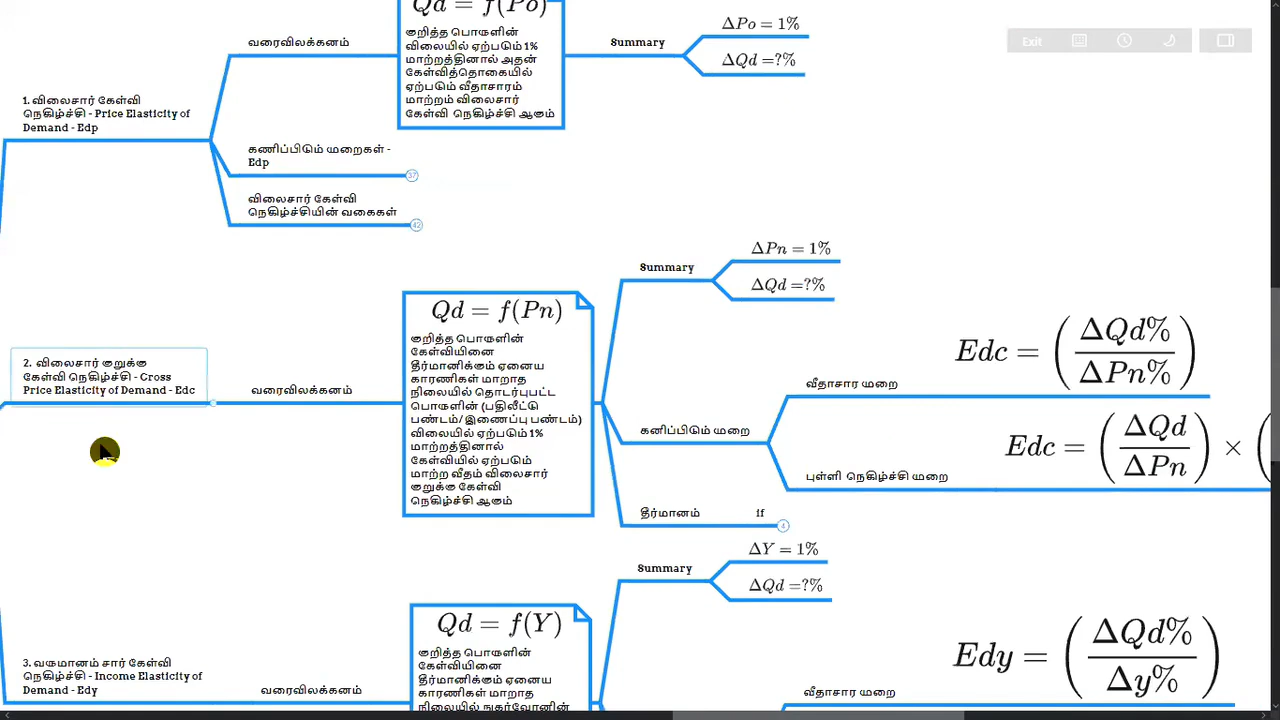 Qd = f(Po)
குறித்த பொருளின்
விலையில் ஏற்படும் 1%
மாற்றத்தினால் அதன்
கேள்வித்தொகையில்
ஏற்படும் வீதாசாரம்
மாற்றம் விலைசார்
கேள்வி நெகிழ்ச்சி ஆகும்
வரைவிலக்கனம்
Summary
ΔPo = 1%
ΔQd =?%
Exit
1. விலைசார் கேள்வி
நெகிழ்ச்சி - Price Elasticity of
Demand - Edp
கணிப்பிடும் முறைகள் -
Edp
37
விலைசார் கேள்வி
நெகிழ்ச்சியின் வகைகள்
42
2. விலைசார் குறுக்கு
கேள்வி நெகிழ்ச்சி - Cross
Price Elasticity of Demand - Edc
வரைவிலக்கனம்
Qd = f(Pn)
குறித்த பொருளின்
கேள்வியினை
தீர்மானிக்கும் ஏனைய
காரணிகள் மாறாத
நிலையில் தொடர்புபட்ட
பொருளின் (பதிலீட்டு
பண்டம்/இணைப்பு பண்டம்)
விலையில் ஏற்படும் 1%
மாற்றத்தினால்
கேள்வியில் ஏற்படும்
மாற்ற வீதம் விலைசார்
குறுக்கு கேள்வி
நெகிழ்ச்சி ஆகும்
Summary
ΔPn = 1%
ΔQd =?%
கனிப்பிடும் முறை
வீதாசார முறை
Edc = (ΔQd% / ΔPn%)
புள்ளி நெகிழ்ச்சி முறை
Edc = (ΔQd / ΔPn) × (
தீர்மானம் if
4
3. வருமானம் சார் கேள்வி
நெகிழ்ச்சி - Income Elasticity of
Demand - Edy
வரைவிலக்கனம்
Qd = f(Y)
குறித்த பொருளின்
கேள்வியினை
தீர்மானிக்கும் ஏனைய
காரணிகள் மாறாத
நிலையில் நுகர்வோனின்
Summary
ΔY = 1%
ΔQd =?%
வீதாசார முறை
Edy = (ΔQd% / Δy%)